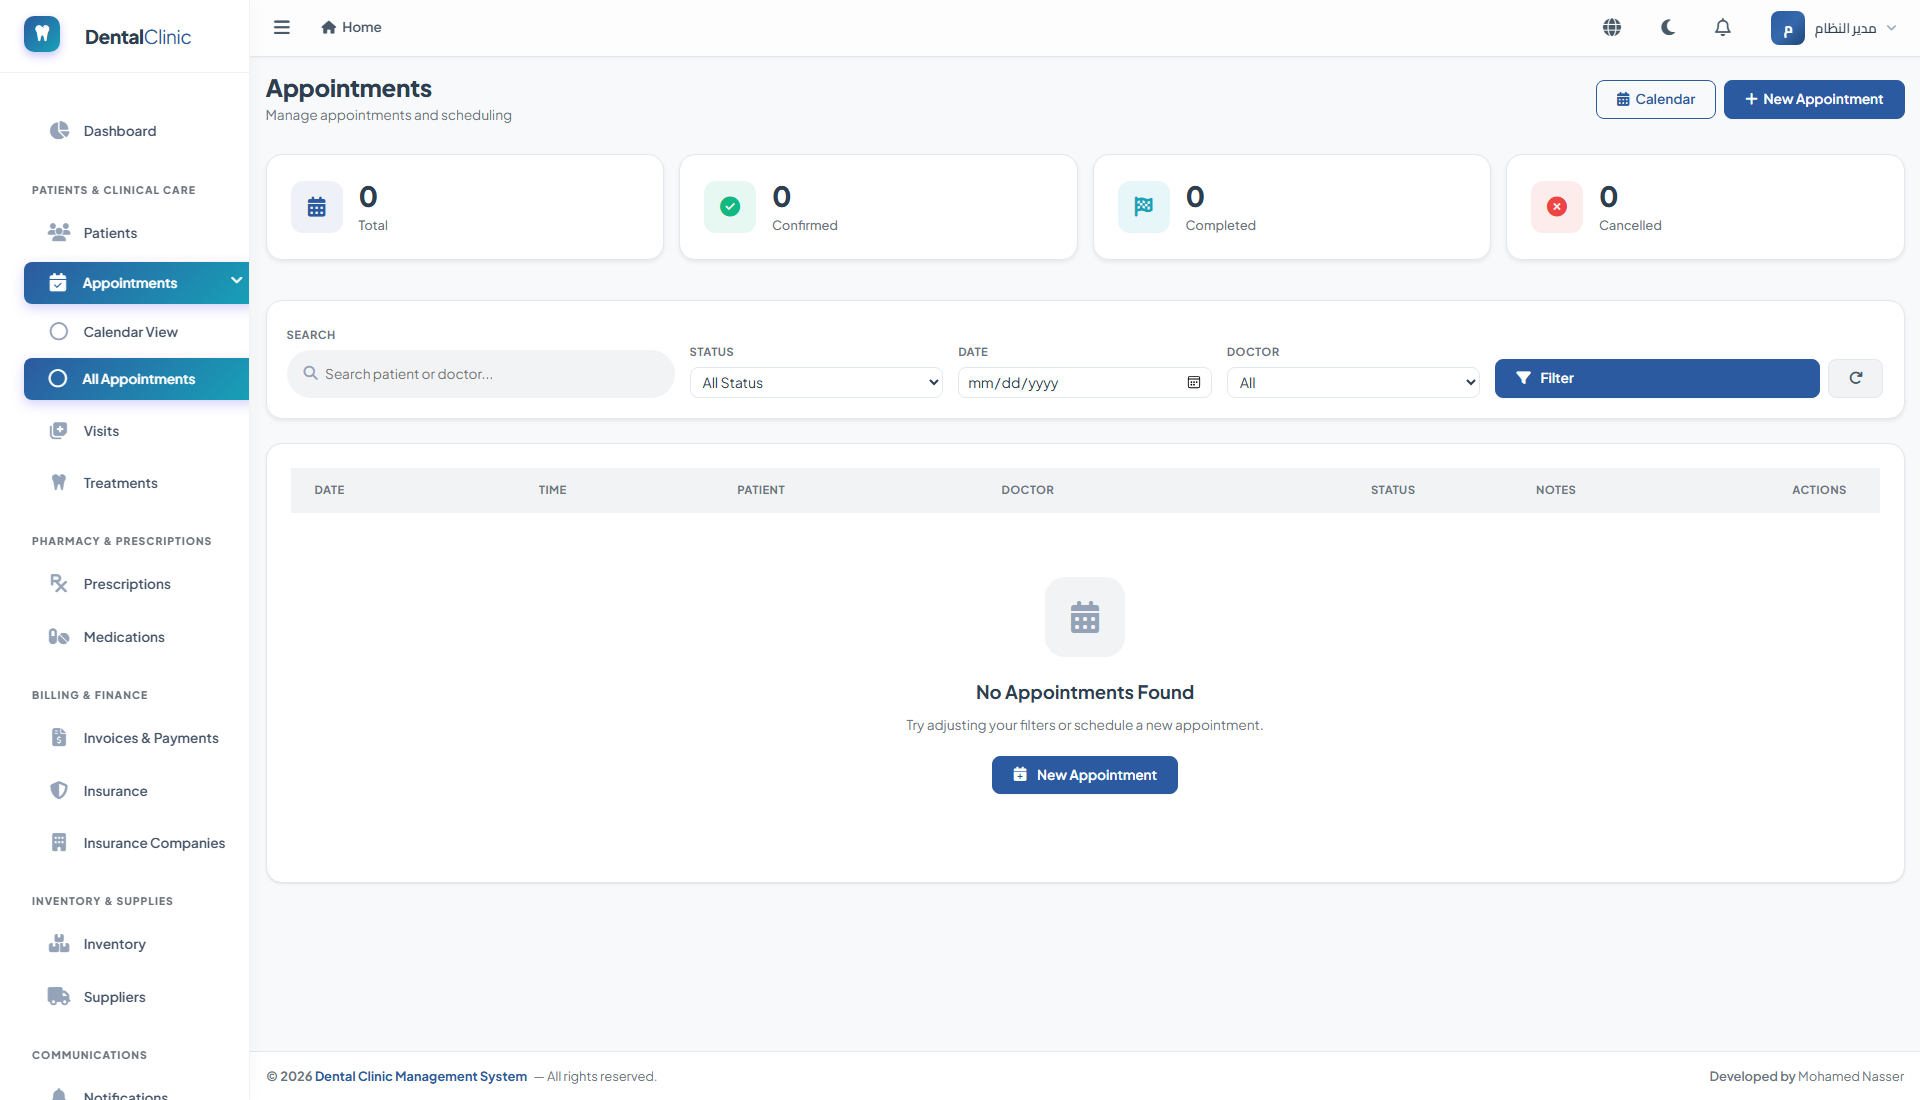 DentalClinic
Home
م
مدير النظام
Dashboard
PATIENTS & CLINICAL CARE
Patients
Appointments
Calendar View
All Appointments
Visits
Treatments
PHARMACY & PRESCRIPTIONS
Prescriptions
Medications
BILLING & FINANCE
Invoices & Payments
Insurance
Insurance Companies
INVENTORY & SUPPLIES
Inventory
Suppliers
COMMUNICATIONS
Notifications
Appointments
Manage appointments and scheduling
Calendar
New Appointment
0
Total
0
Confirmed
0
Completed
0
Cancelled
SEARCH
Search patient or doctor...
STATUS
All Status
DATE
mm/dd/yyyy
DOCTOR
All
Filter
DATE TIME PATIENT DOCTOR STATUS NOTES ACTIONS
No Appointments Found
Try adjusting your filters or schedule a new appointment.
New Appointment
© 2026 Dental Clinic Management System — All rights reserved.
Developed by Mohamed Nasser